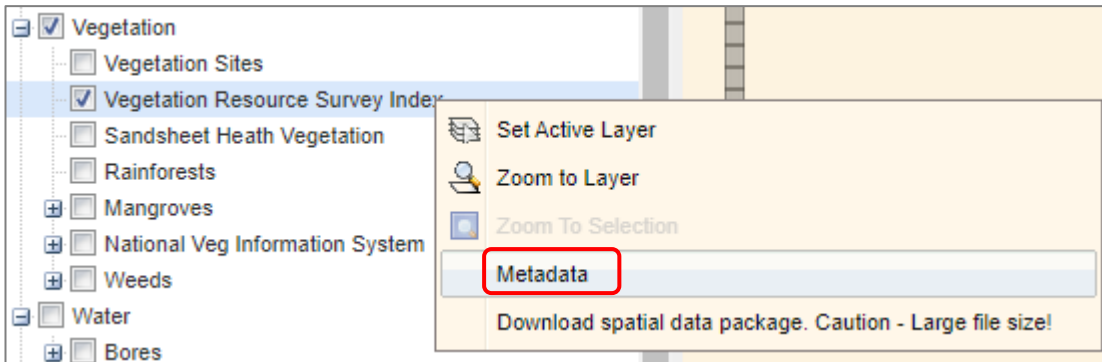 Vegetation
Vegetation Sites
Vegetation Resource Survey Index
Sandsheet Heath Vegetation
Rainforests
Mangroves
National Veg Information System
Weeds
Water
Bores
Set Active Layer
Zoom to Layer
Zoom To Selection
Metadata
Download spatial data package. Caution - Large file size!